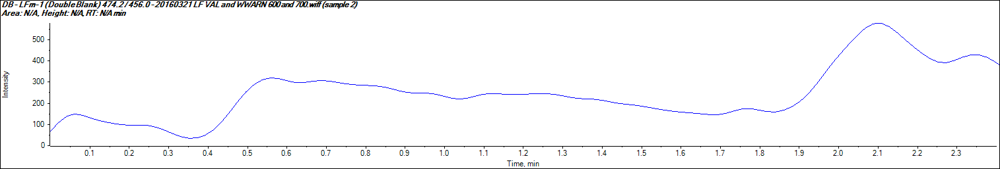 DB - LFm-1 (Double Blank) 474.2 / 456.0 - 20160321 LF VAL and WWARN 600 and 700.wiff (sample 2)
Area: N/A, Height: N/A, RT: N/A min
Intensity
500
400
300
200
100
0
0.1 0.2 0.3 0.4 0.5 0.6 0.7 0.8 0.9 1.0 1.1 1.2 1.3 1.4 1.5 1.6 1.7 1.8 1.9 2.0 2.1 2.2 2.3
Time, min